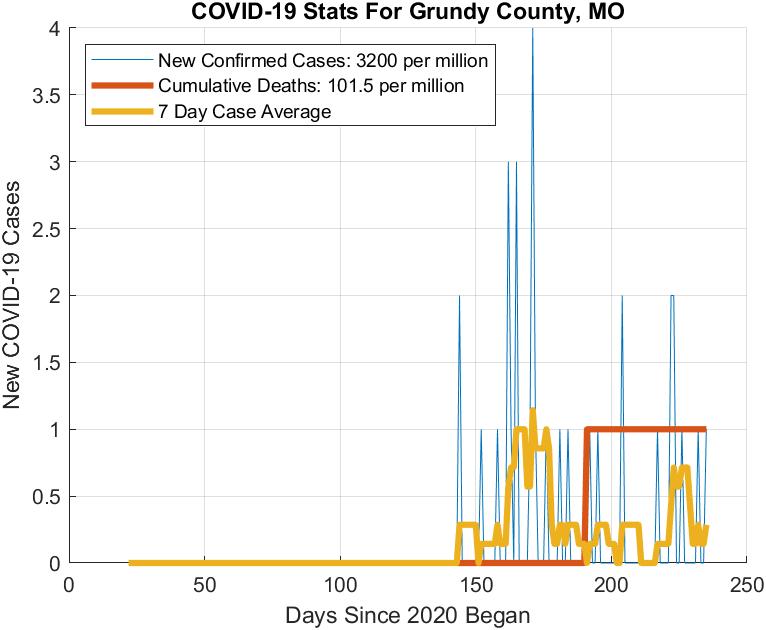 COVID-19 Stats For Grundy County, MO
New Confirmed Cases: 3200 per million
Cumulative Deaths: 101.5 per million
7 Day Case Average
New COVID-19 Cases
4
3.5
3
2.5
2
1.5
1
0.5
0
0 50 100 150 200 250
Days Since 2020 Began